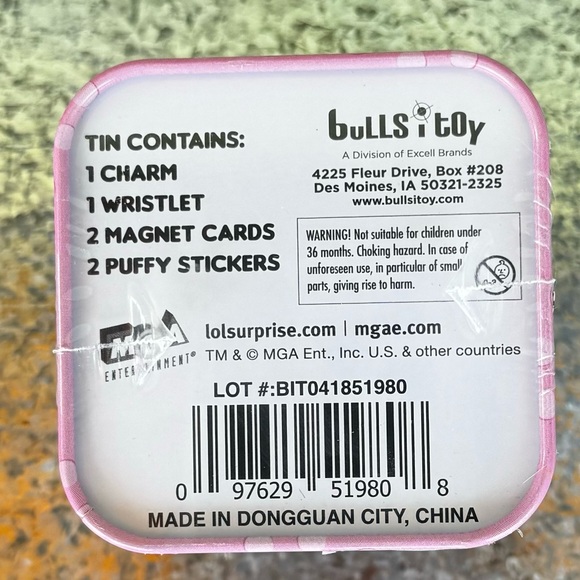 TIN CONTAINS:
1 CHARM
1 WRISTLET
2 MAGNET CARDS
2 PUFFY STICKERS
bULLS i tOy
A Division of Excell Brands
4225 Fleur Drive, Box #208
Des Moines, IA 50321-2325
www.bullsitoy.com
WARNING! Not suitable for children under
36 months. Choking hazard. In case of
unforeseen use, in particular of small
parts, giving rise to harm.
0-3
MGA
ENTERTAINMENT®
lolsurprise.com | mgae.com
TM & © MGA Ent., Inc. U.S. & other countries
LOT #:BIT041851980
0 97629 51980 8
MADE IN DONGGUAN CITY, CHINA